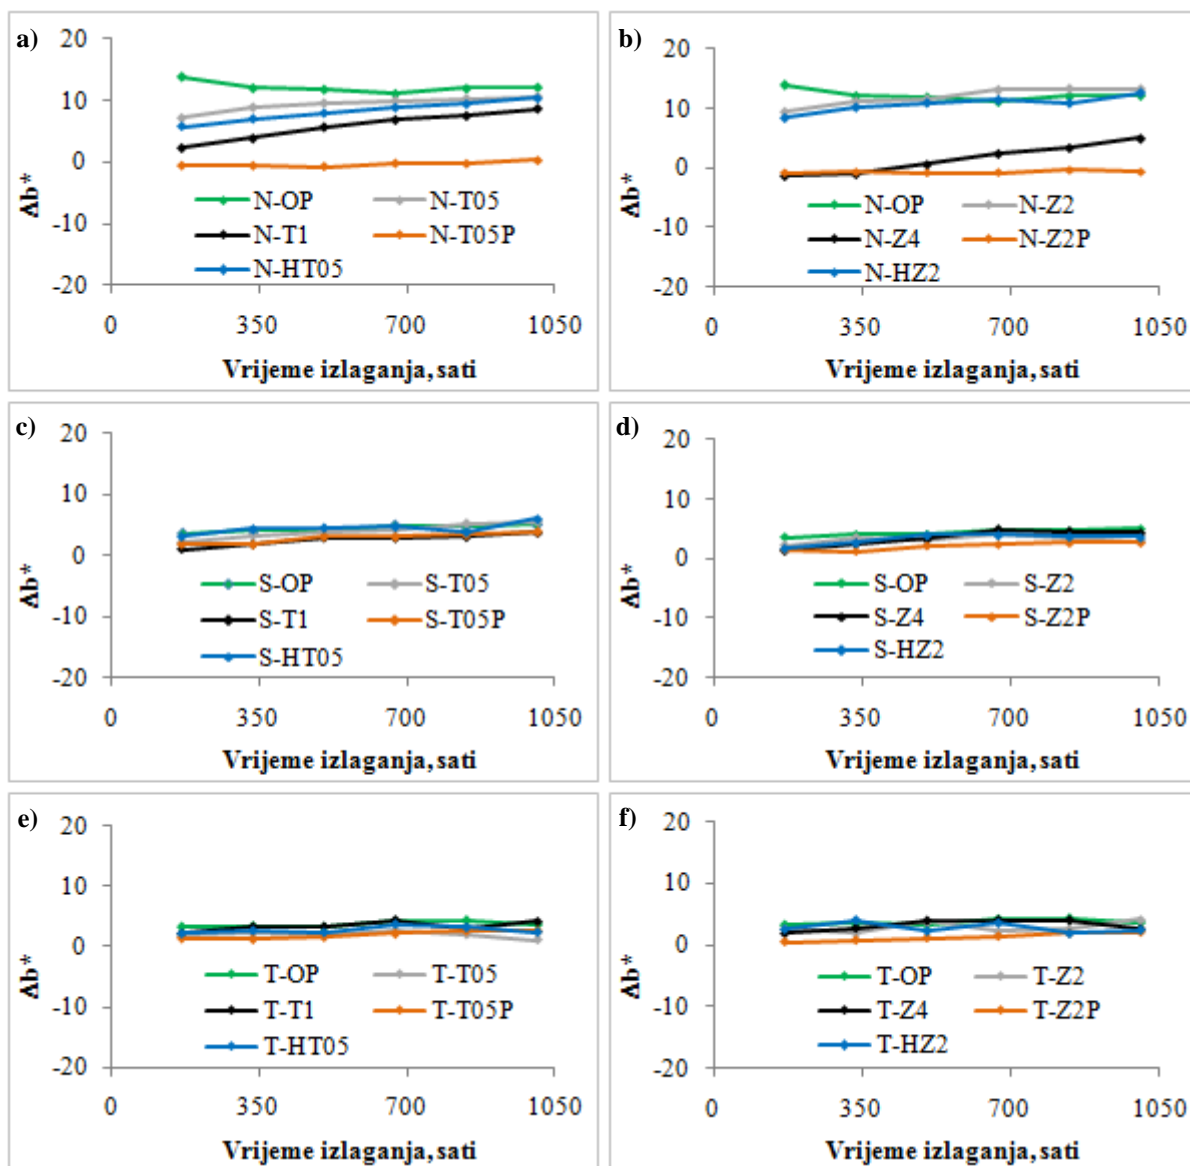 a)
20
10
0
-10
-20
Δb*
N-OP N-T05
N-T1 N-T05P
N-HT05
0 350 700 1050
Vrijeme izlaganja, sati
b)
20
10
0
-10
-20
Δb*
N-OP N-Z2
N-Z4 N-Z2P
N-HZ2
0 350 700 1050
Vrijeme izlaganja, sati
c)
20
10
0
-10
-20
Δb*
S-OP S-T05
S-T1 S-T05P
S-HT05
0 350 700 1050
Vrijeme izlaganja, sati
d)
20
10
0
-10
-20
Δb*
S-OP S-Z2
S-Z4 S-Z2P
S-HZ2
0 350 700 1050
Vrijeme izlaganja, sati
e)
20
10
0
-10
-20
Δb*
T-OP T-T05
T-T1 T-T05P
T-HT05
0 350 700 1050
Vrijeme izlaganja, sati
f)
20
10
0
-10
-20
Δb*
T-OP T-Z2
T-Z4 T-Z2P
T-HZ2
0 350 700 1050
Vrijeme izlaganja, sati